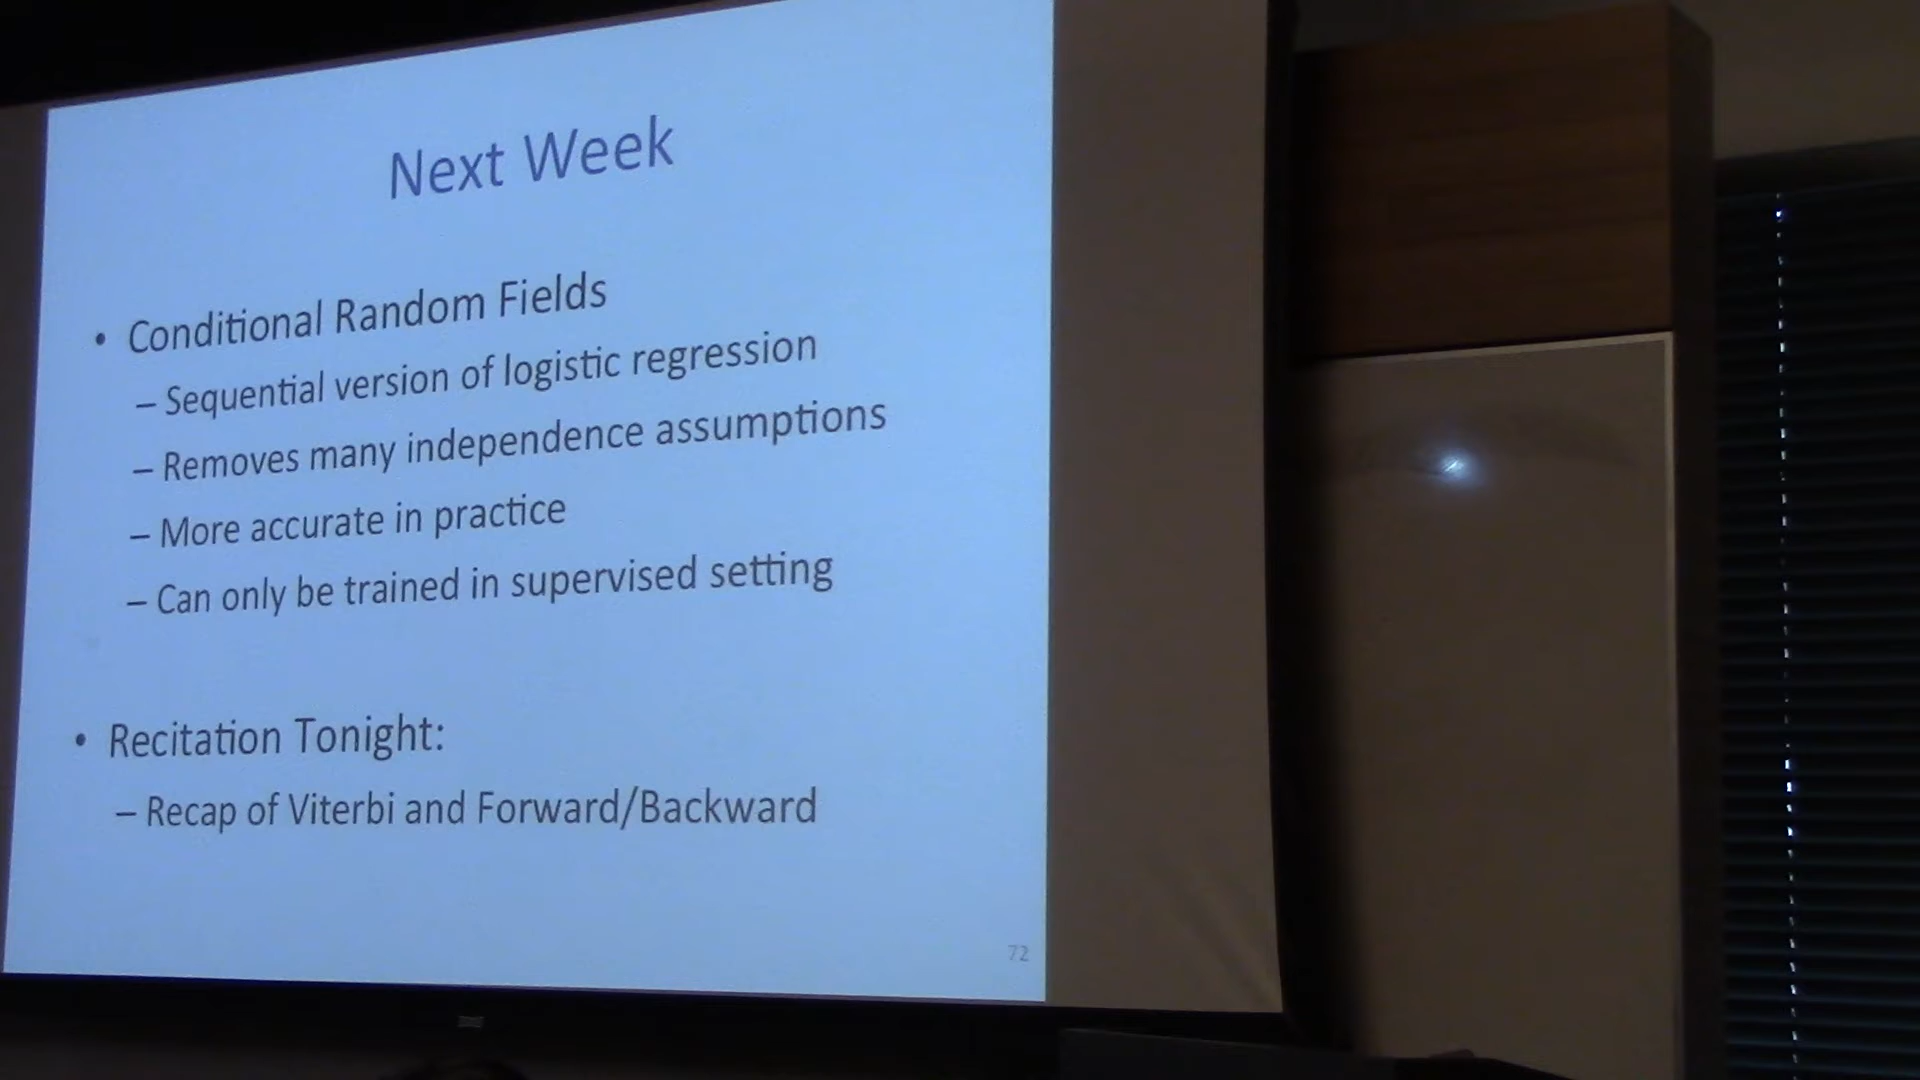 Next Week
• Conditional Random Fields
– Sequential version of logistic regression
– Removes many independence assumptions
– More accurate in practice
– Can only be trained in supervised setting
• Recitation Tonight:
– Recap of Viterbi and Forward/Backward
72